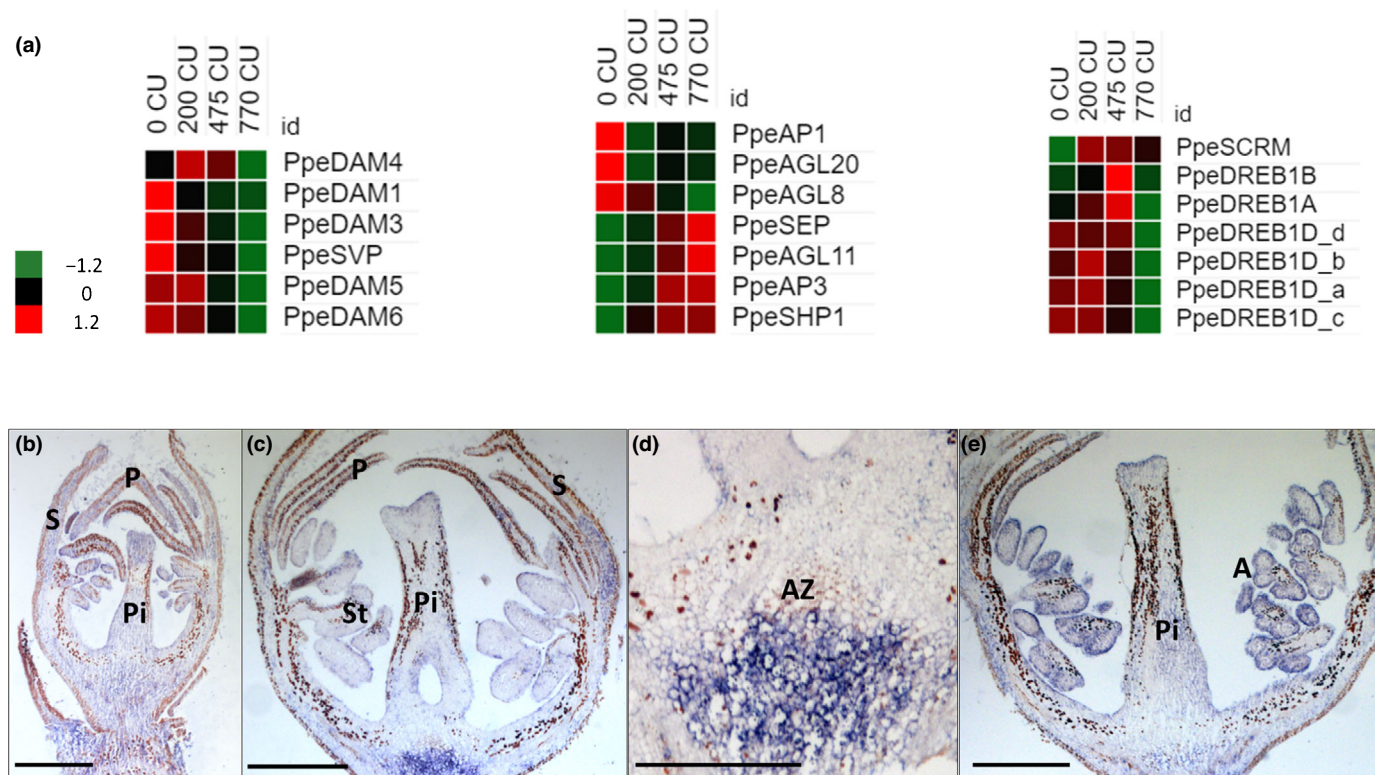 (a)
0 CU 200 CU 475 CU 770 CU id
PpeDAM4
PpeDAM1
PpeDAM3
PpeSVP
PpeDAM5
PpeDAM6
−1.2
0
1.2
0 CU 200 CU 475 CU 770 CU id
PpeAP1
PpeAGL20
PpeAGL8
PpeSEP
PpeAGL11
PpeAP3
PpeSHP1
0 CU 200 CU 475 CU 770 CU id
PpeSCRM
PpeDREB1B
PpeDREB1A
PpeDREB1D_d
PpeDREB1D_b
PpeDREB1D_a
PpeDREB1D_c
(b)
P
S
Pi
(c)
P
S
St
Pi
(d)
AZ
(e)
A
Pi